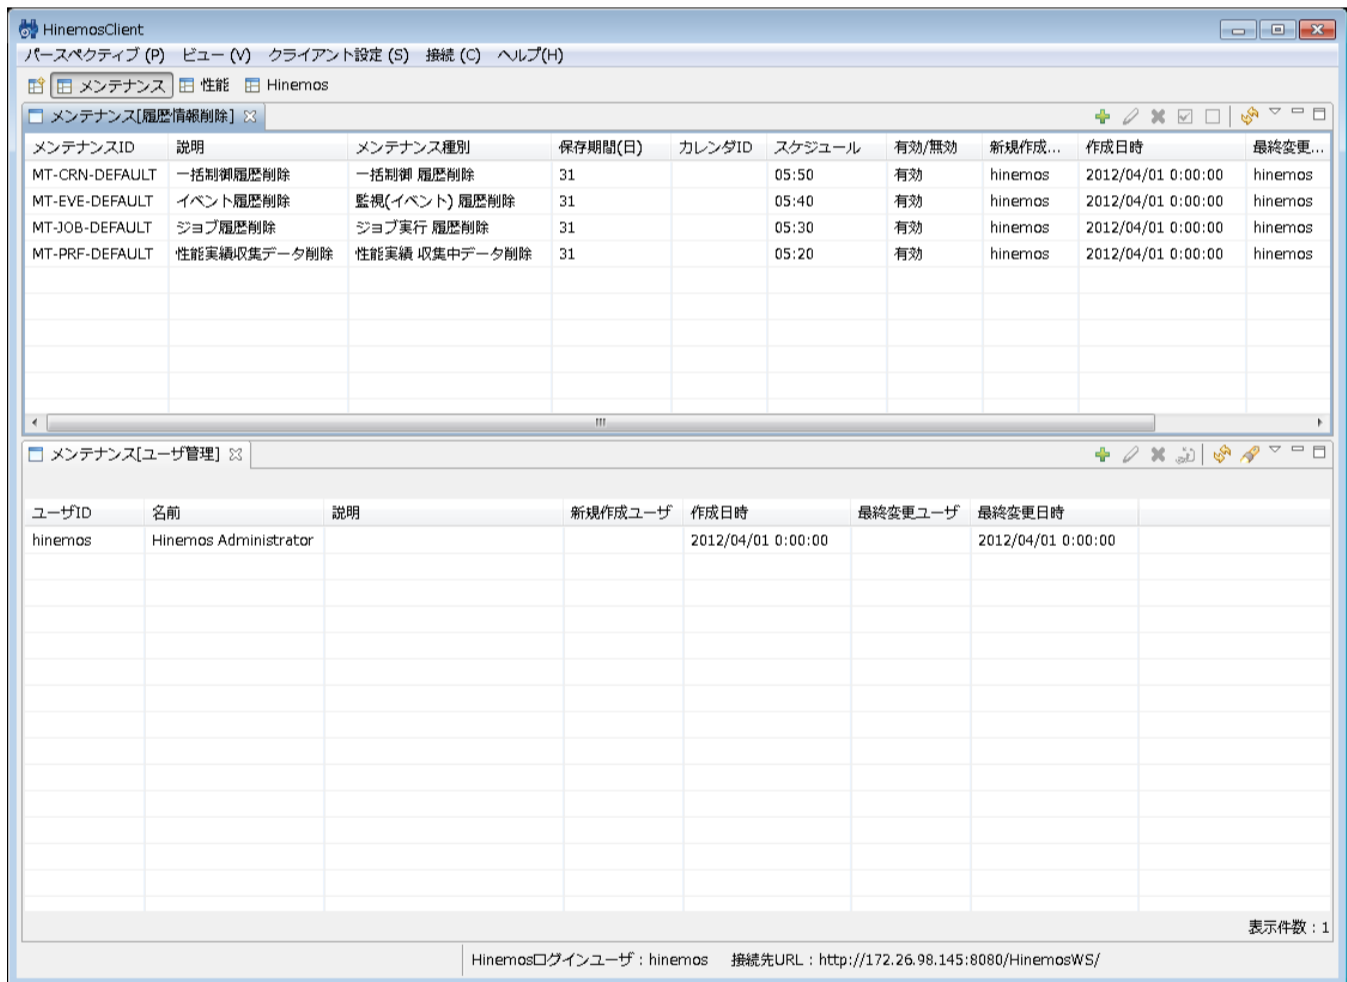 HinemosClient
パースペクティブ (P) ビュー (V) クライアント設定 (S) 接続 (C) ヘルプ(H)
メンテナンス 性能 Hinemos
メンテナンス[履歴情報削除]
メンテナンスID 説明 メンテナンス種別 保存期間(日) カレンダID スケジュール 有効/無効 新規作成... 作成日時 最終変更...
MT-CRN-DEFAULT 一括制御履歴削除 一括制御 履歴削除 31 05:50 有効 hinemos 2012/04/01 0:00:00 hinemos
MT-EVE-DEFAULT イベント履歴削除 監視(イベント) 履歴削除 31 05:40 有効 hinemos 2012/04/01 0:00:00 hinemos
MT-JOB-DEFAULT ジョブ履歴削除 ジョブ実行 履歴削除 31 05:30 有効 hinemos 2012/04/01 0:00:00 hinemos
MT-PRF-DEFAULT 性能実績収集データ削除 性能実績 収集中データ削除 31 05:20 有効 hinemos 2012/04/01 0:00:00 hinemos
メンテナンス[ユーザ管理]
ユーザID 名前 説明 新規作成ユーザ 作成日時 最終変更ユーザ 最終変更日時
hinemos Hinemos Administrator 2012/04/01 0:00:00 2012/04/01 0:00:00
表示件数 : 1
Hinemosログインユーザ : hinemos 接続先URL : http://172.26.98.145:8080/HinemosWS/